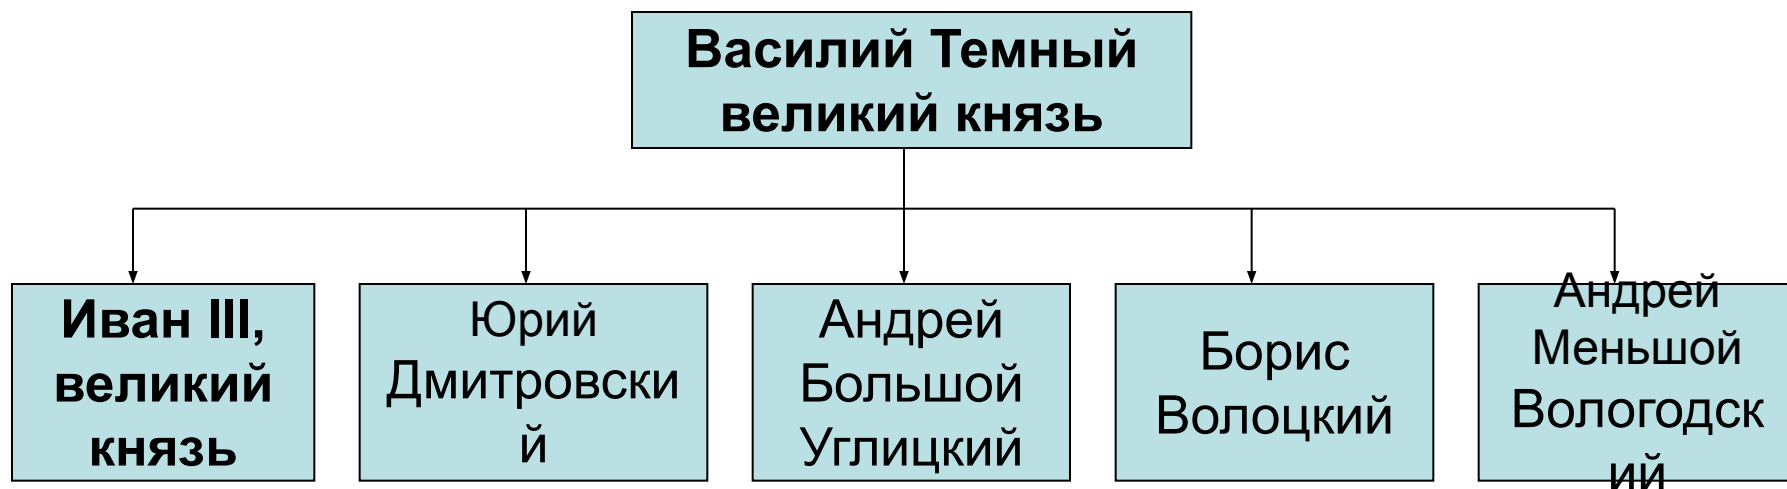 Василий Темный
великий князь
Иван III,
великий
князь
Юрий
Дмитровски
й
Андрей
Большой
Углицкий
Борис
Волоцкий
Андрей
Меньшой
Вологодск
ий